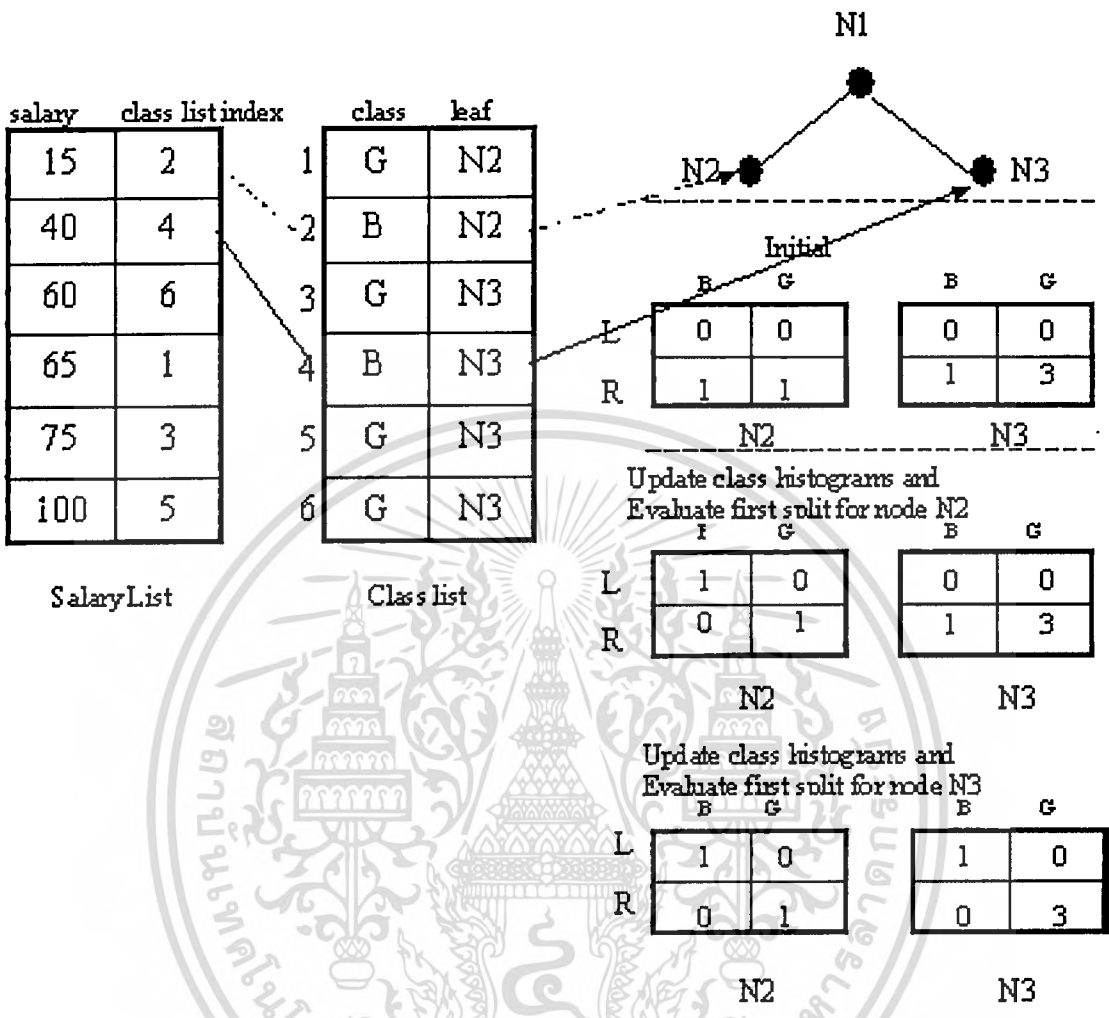 N1
salary class list index
15 2
40 4
60 6
65 1
75 3
100 5
Salary List
class leaf
1 G N2
2 B N2
3 G N3
4 B N3
5 G N3
6 G N3
Class list
N2 N3
Initial
B G B G
L 0 0 0 0
R 1 1 1 3
N2 N3
Update class histograms and
Evaluate first split for node N2
G B G
L 1 0 0 0
R 0 1 1 3
N2 N3
Update class histograms and
Evaluate first split for node N3
B G B G
L 1 0 1 0
R 0 1 0 3
N2 N3